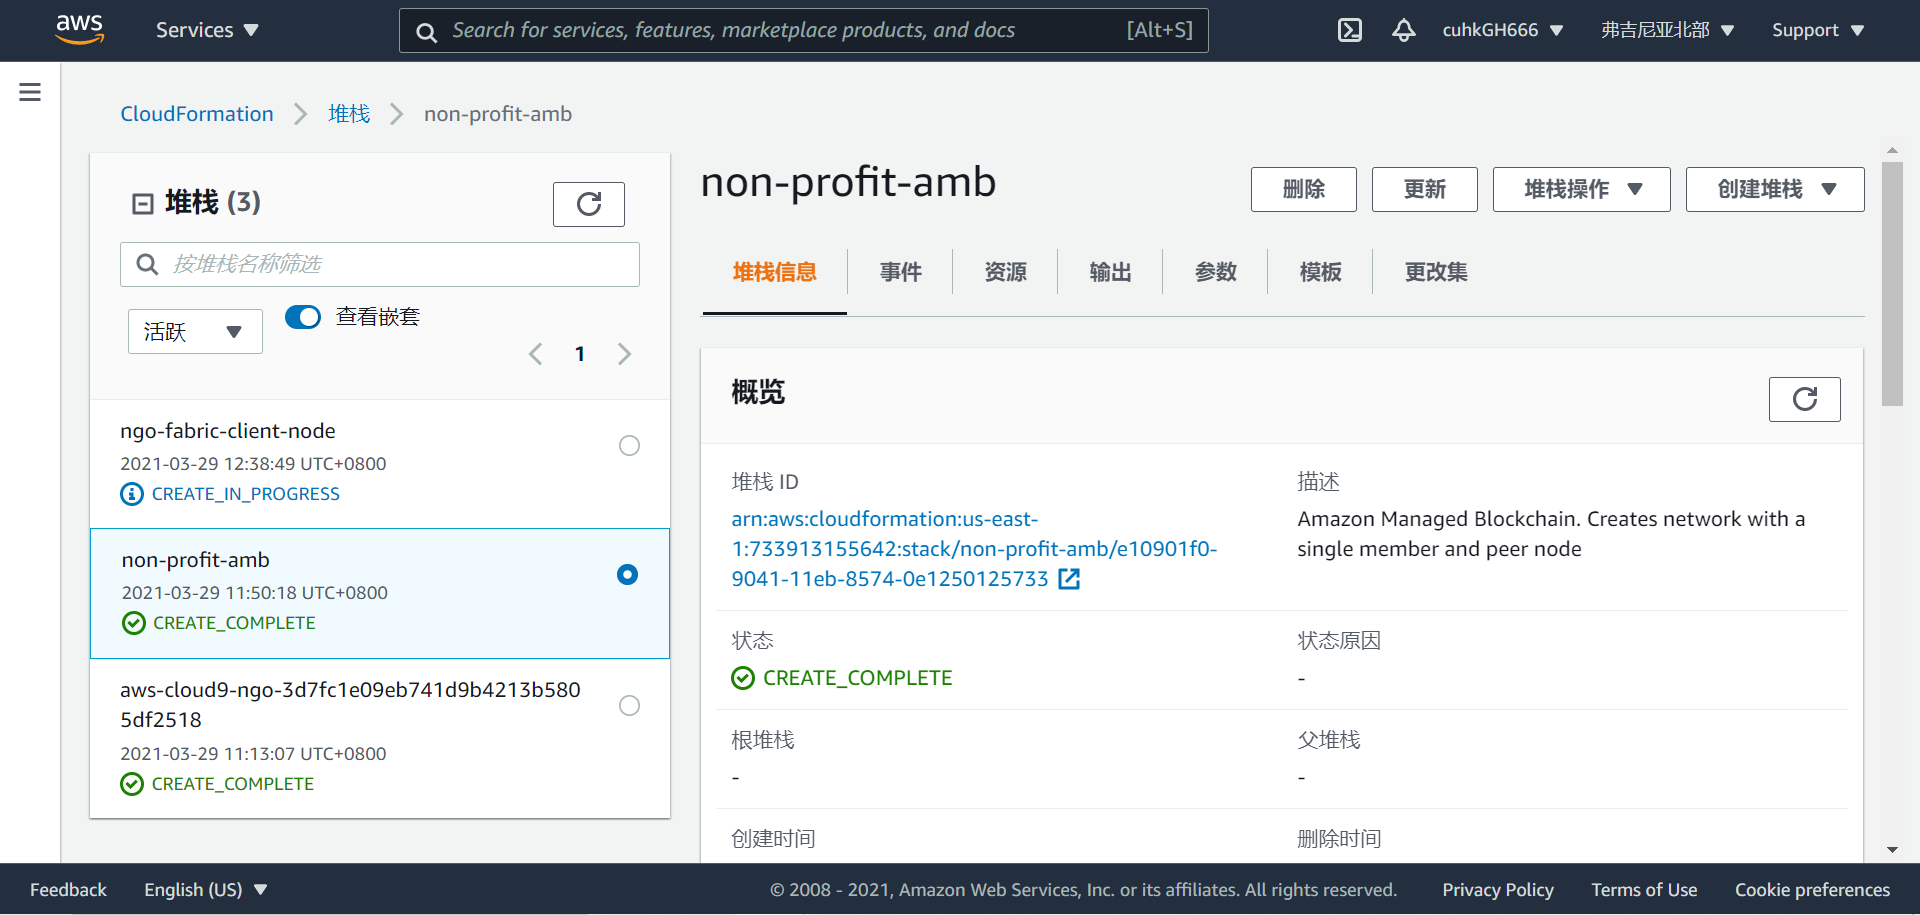 aws
Services
Search for services, features, marketplace products, and docs
[Alt+S]
cuhkGH666
弗吉尼亚北部
Support
CloudFormation
堆栈
non-profit-amb
堆栈 (3)
按堆栈名称筛选
活跃
查看嵌套
1
ngo-fabric-client-node
2021-03-29 12:38:49 UTC+0800
CREATE_IN_PROGRESS
non-profit-amb
2021-03-29 11:50:18 UTC+0800
CREATE_COMPLETE
aws-cloud9-ngo-3d7fc1e09eb741d9b4213b580
5df2518
2021-03-29 11:13:07 UTC+0800
CREATE_COMPLETE
non-profit-amb
删除
更新
堆栈操作
创建堆栈
堆栈信息
事件
资源
输出
参数
模板
更改集
概览
堆栈 ID
arn:aws:cloudformation:us-east-
1:733913155642:stack/non-profit-amb/e10901f0-
9041-11eb-8574-0e1250125733
描述
Amazon Managed Blockchain. Creates network with a
single member and peer node
状态
CREATE_COMPLETE
状态原因
-
根堆栈
-
父堆栈
-
创建时间
删除时间
Feedback
English (US)
© 2008 - 2021, Amazon Web Services, Inc. or its affiliates. All rights reserved.
Privacy Policy
Terms of Use
Cookie preferences